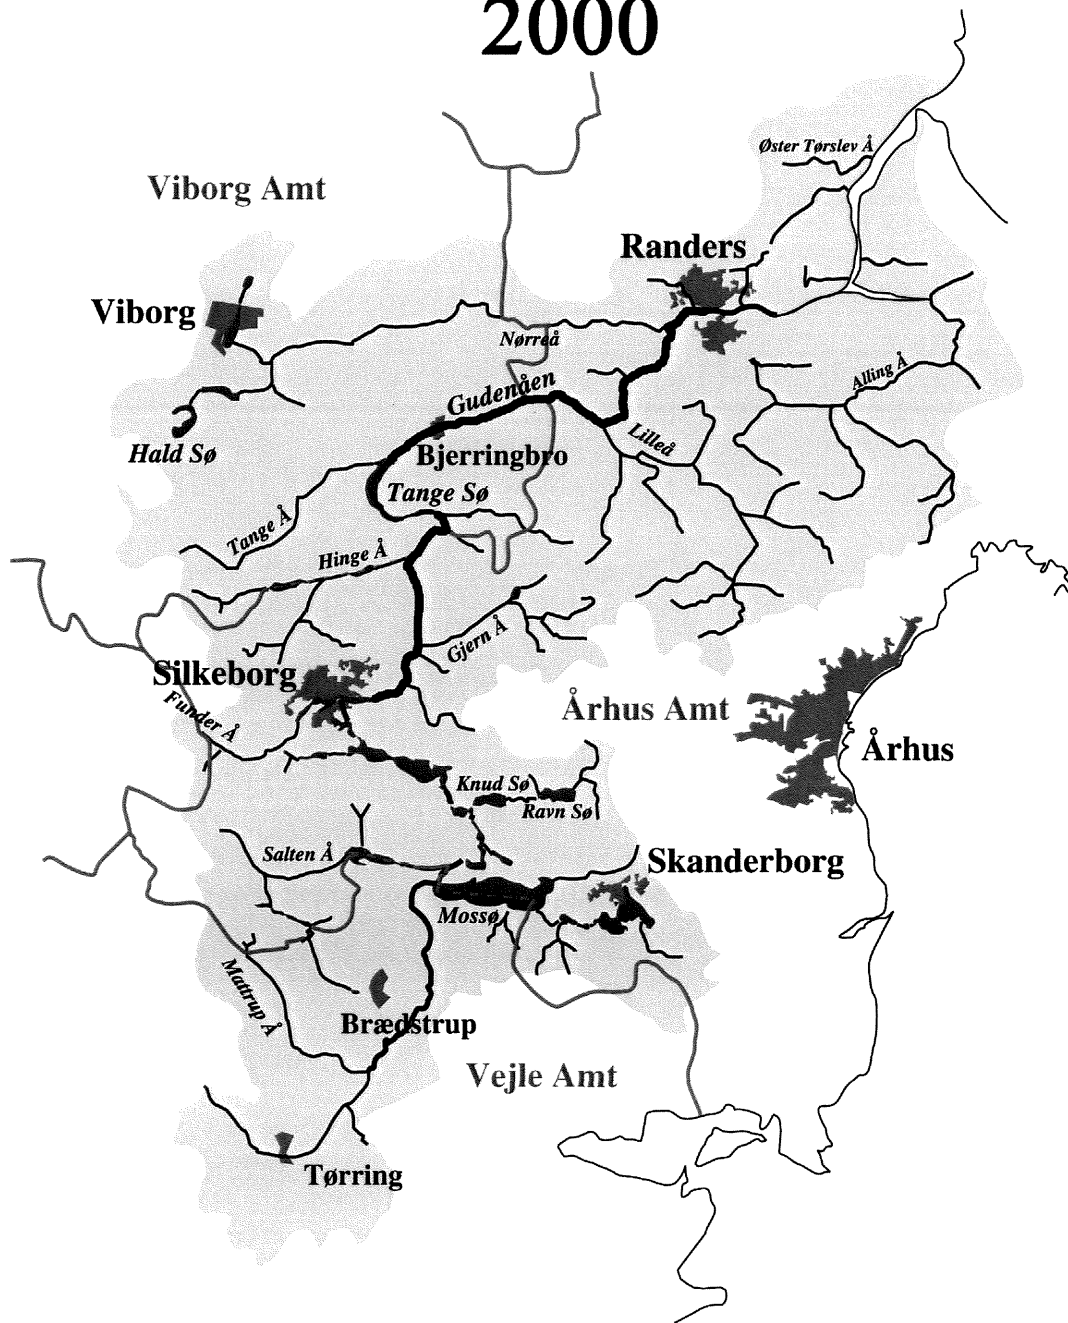 2000
Øster Tørslev Å
Viborg Amt
Randers
Viborg
Nørreå
Alling Å
Gudenåen
Lilleå
Hald Sø
Bjerringbro
Tange Sø
Tange Å
Hinge Å
Gjern Å
Silkeborg
Funder Å
Århus Amt
Århus
Knud Sø
Ravn Sø
Salten Å
Skanderborg
Mossø
Mattrup Å
Brædstrup
Vejle Amt
Tørring